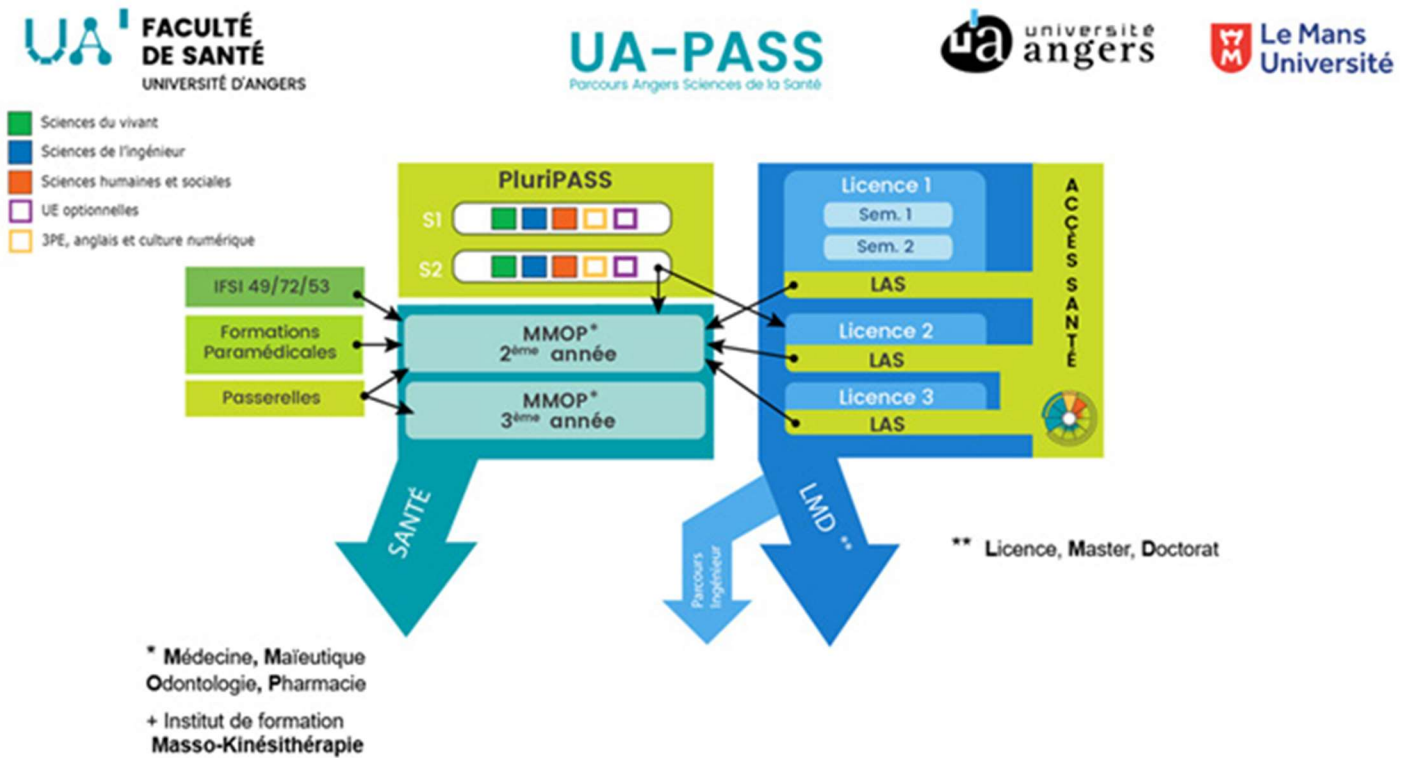 UA'
FACULTÉ
DE SANTÉ
UNIVERSITÉ D'ANGERS
UA-PASS
Parcours Angers Sciences de la Santé
ua
université
angers
Le Mans
Université
Sciences du vivant
Sciences de l'ingénieur
Sciences humaines et sociales
UE optionnelles
3PE, anglais et culture numérique
PluriPASS
S1
S2
IFSI 49/72/53
Formations
Paramédicales
Passerelles
MMOP*
2ème année
MMOP*
3ème année
Licence 1
Sem. 1
Sem. 2
LAS
Licence 2
LAS
Licence 3
LAS
ACCÈS SANTÉ
SANTÉ
Parcours
Ingénieur
LMD **
** Licence, Master, Doctorat
* Médecine, Maïeutique
Odontologie, Pharmacie
+ Institut de formation
Masso-Kinésithérapie